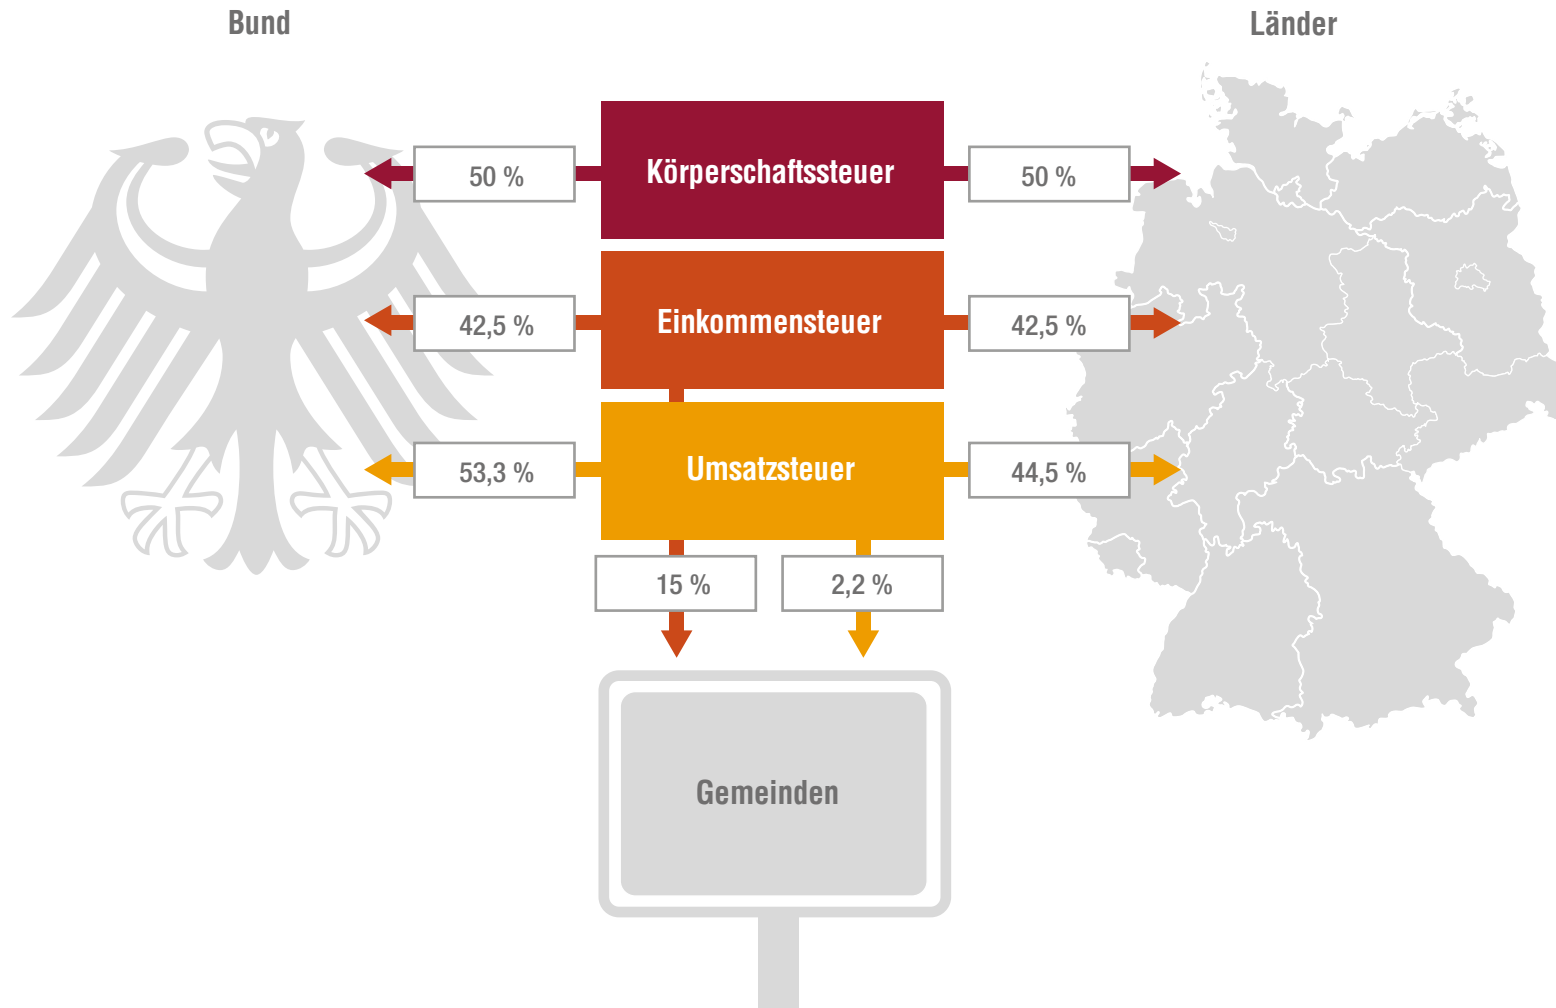 Bund
Länder
50 %
Körperschaftssteuer
50 %
42,5 %
Einkommensteuer
42,5 %
53,3 %
Umsatzsteuer
44,5 %
15 %
2,2 %
Gemeinden